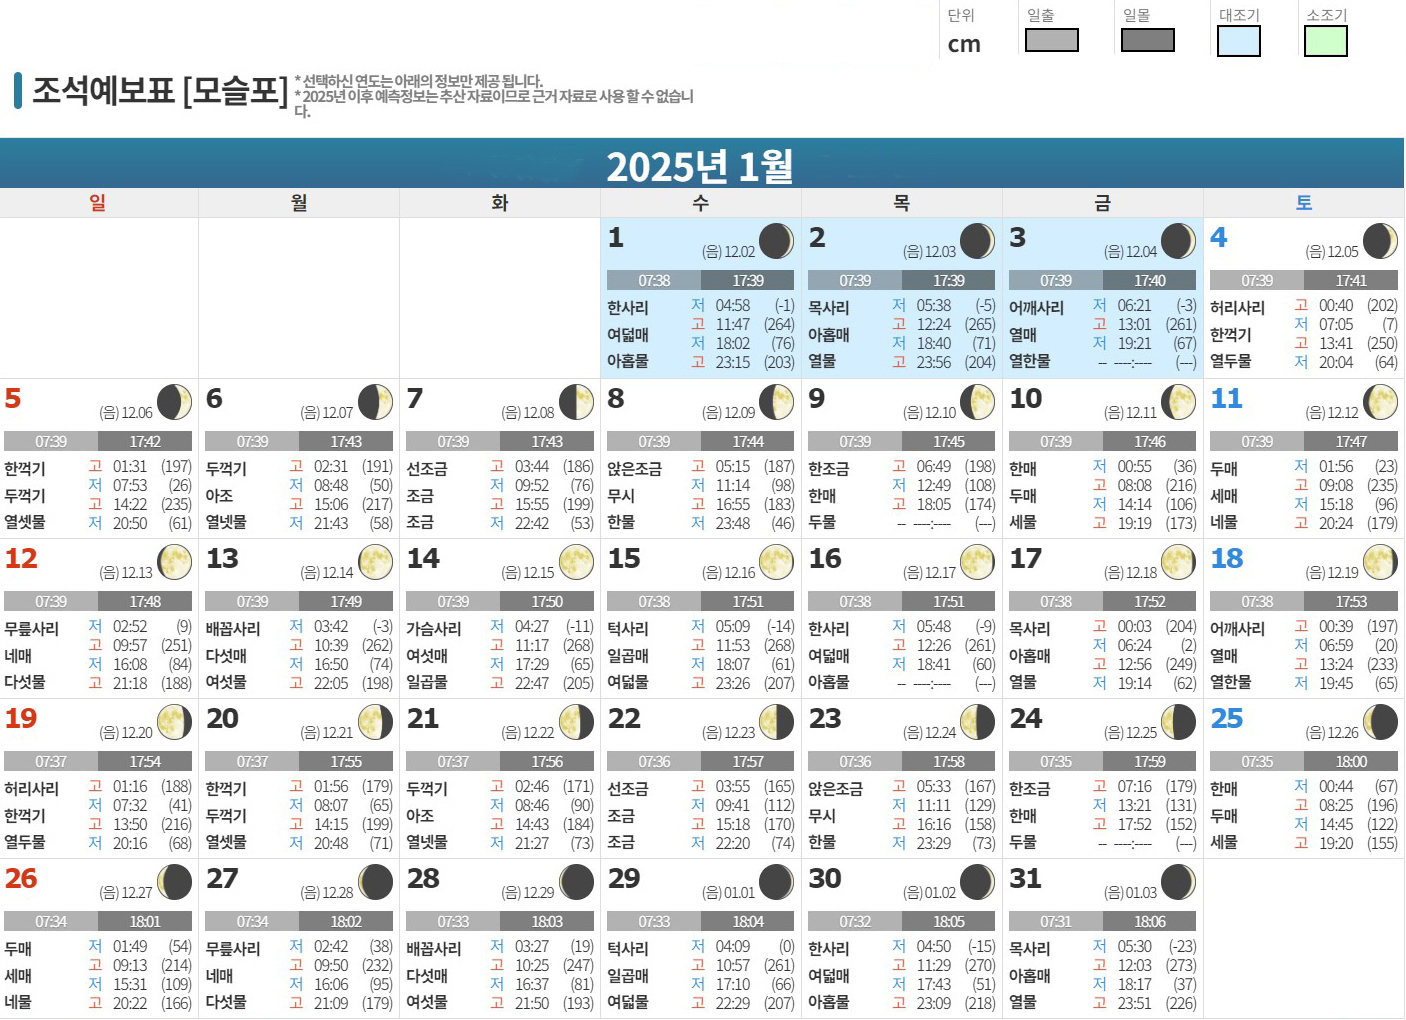 단위 일출 일몰 대조기 소조기
cm
조석예보표 [모슬포]
* 선택하신 연도는 아래의 정보만 제공 됩니다.
* 2025년 이후 예측정보는 추산 자료이므로 근거 자료로 사용 할 수 없습니
다.
2025년 1월
일 월 화 수 목 금 토
1 (음) 12.02
07:38 17:39
한사리 여덟매 아홉물
저 04:58 (-1)
고 11:47 (264)
저 18:02 (76)
고 23:15 (203)
2 (음) 12.03
07:39 17:39
목사리 아홉매 열물
저 05:38 (-5)
고 12:24 (265)
저 18:40 (71)
고 23:56 (204)
3 (음) 12.04
07:39 17:40
어깨사리 열매 열한물
저 06:21 (-3)
고 13:01 (261)
저 19:21 (67)
-- ----:---- (---)
4 (음) 12.05
07:39 17:41
허리사리 한꺽기 열두물
고 00:40 (202)
저 07:05 (7)
고 13:41 (250)
저 20:04 (64)
5 (음) 12.06
07:39 17:42
한꺽기 두꺽기 열셋물
고 01:31 (197)
저 07:53 (26)
고 14:22 (235)
저 20:50 (61)
6 (음) 12.07
07:39 17:43
두꺽기 아조 열넷물
고 02:31 (191)
저 08:48 (50)
고 15:06 (217)
저 21:43 (58)
7 (음) 12.08
07:39 17:43
선조금 조금 조금
고 03:44 (186)
저 09:52 (76)
고 15:55 (199)
저 22:42 (53)
8 (음) 12.09
07:39 17:44
앉은조금 무시 한물
고 05:15 (187)
저 11:14 (98)
고 16:55 (183)
저 23:48 (46)
9 (음) 12.10
07:39 17:45
한조금 한매 두물
고 06:49 (198)
저 12:49 (108)
고 18:05 (174)
-- ----:---- (---)
10 (음) 12.11
07:39 17:46
한매 두매 세물
저 00:55 (36)
고 08:08 (216)
저 14:14 (106)
고 19:19 (173)
11 (음) 12.12
07:39 17:47
두매 세매 네물
저 01:56 (23)
고 09:08 (235)
저 15:18 (96)
고 20:24 (179)
12 (음) 12.13
07:39 17:48
무릎사리 네매 다섯물
저 02:52 (9)
고 09:57 (251)
저 16:08 (84)
고 21:18 (188)
13 (음) 12.14
07:39 17:49
배꼽사리 다섯매 여섯물
저 03:42 (-3)
고 10:39 (262)
저 16:50 (74)
고 22:05 (198)
14 (음) 12.15
07:39 17:50
가슴사리 여섯매 일곱물
저 04:27 (-11)
고 11:17 (268)
저 17:29 (65)
고 22:47 (205)
15 (음) 12.16
07:38 17:51
턱사리 일곱매 여덟물
저 05:09 (-14)
고 11:53 (268)
저 18:07 (61)
고 23:26 (207)
16 (음) 12.17
07:38 17:51
한사리 여덟매 아홉물
저 05:48 (-9)
고 12:26 (261)
저 18:41 (60)
-- ----:---- (---)
17 (음) 12.18
07:38 17:52
목사리 아홉매 열물
고 00:03 (204)
저 06:24 (2)
고 12:56 (249)
저 19:14 (62)
18 (음) 12.19
07:38 17:53
어깨사리 열매 열한물
고 00:39 (197)
저 06:59 (20)
고 13:24 (233)
저 19:45 (65)
19 (음) 12.20
07:37 17:54
허리사리 한꺽기 열두물
고 01:16 (188)
저 07:32 (41)
고 13:50 (216)
저 20:16 (68)
20 (음) 12.21
07:37 17:55
한꺽기 두꺽기 열셋물
고 01:56 (179)
저 08:07 (65)
고 14:15 (199)
저 20:48 (71)
21 (음) 12.22
07:37 17:56
두꺽기 아조 열넷물
고 02:46 (171)
저 08:46 (90)
고 14:43 (184)
저 21:27 (73)
22 (음) 12.23
07:36 17:57
선조금 조금 조금
고 03:55 (165)
저 09:41 (112)
고 15:18 (170)
저 22:20 (74)
23 (음) 12.24
07:36 17:58
앉은조금 무시 한물
고 05:33 (167)
저 11:11 (129)
고 16:16 (158)
저 23:29 (73)
24 (음) 12.25
07:35 17:59
한조금 한매 두물
고 07:16 (179)
저 13:21 (131)
고 17:52 (152)
-- ----:---- (---)
25 (음) 12.26
07:35 18:00
한매 두매 세물
저 00:44 (67)
고 08:25 (196)
저 14:45 (122)
고 19:20 (155)
26 (음) 12.27
07:34 18:01
두매 세매 네물
저 01:49 (54)
고 09:13 (214)
저 15:31 (109)
고 20:22 (166)
27 (음) 12.28
07:34 18:02
무릎사리 네매 다섯물
저 02:42 (38)
고 09:50 (232)
저 16:06 (95)
고 21:09 (179)
28 (음) 12.29
07:33 18:03
배꼽사리 다섯매 여섯물
저 03:27 (19)
고 10:25 (247)
저 16:37 (81)
고 21:50 (193)
29 (음) 01.01
07:33 18:04
턱사리 일곱매 여덟물
저 04:09 (0)
고 10:57 (261)
저 17:10 (66)
고 22:29 (207)
30 (음) 01.02
07:32 18:05
한사리 여덟매 아홉물
저 04:50 (-15)
고 11:29 (270)
저 17:43 (51)
고 23:09 (218)
31 (음) 01.03
07:31 18:06
목사리 아홉매 열물
저 05:30 (-23)
고 12:03 (273)
저 18:17 (37)
고 23:51 (226)